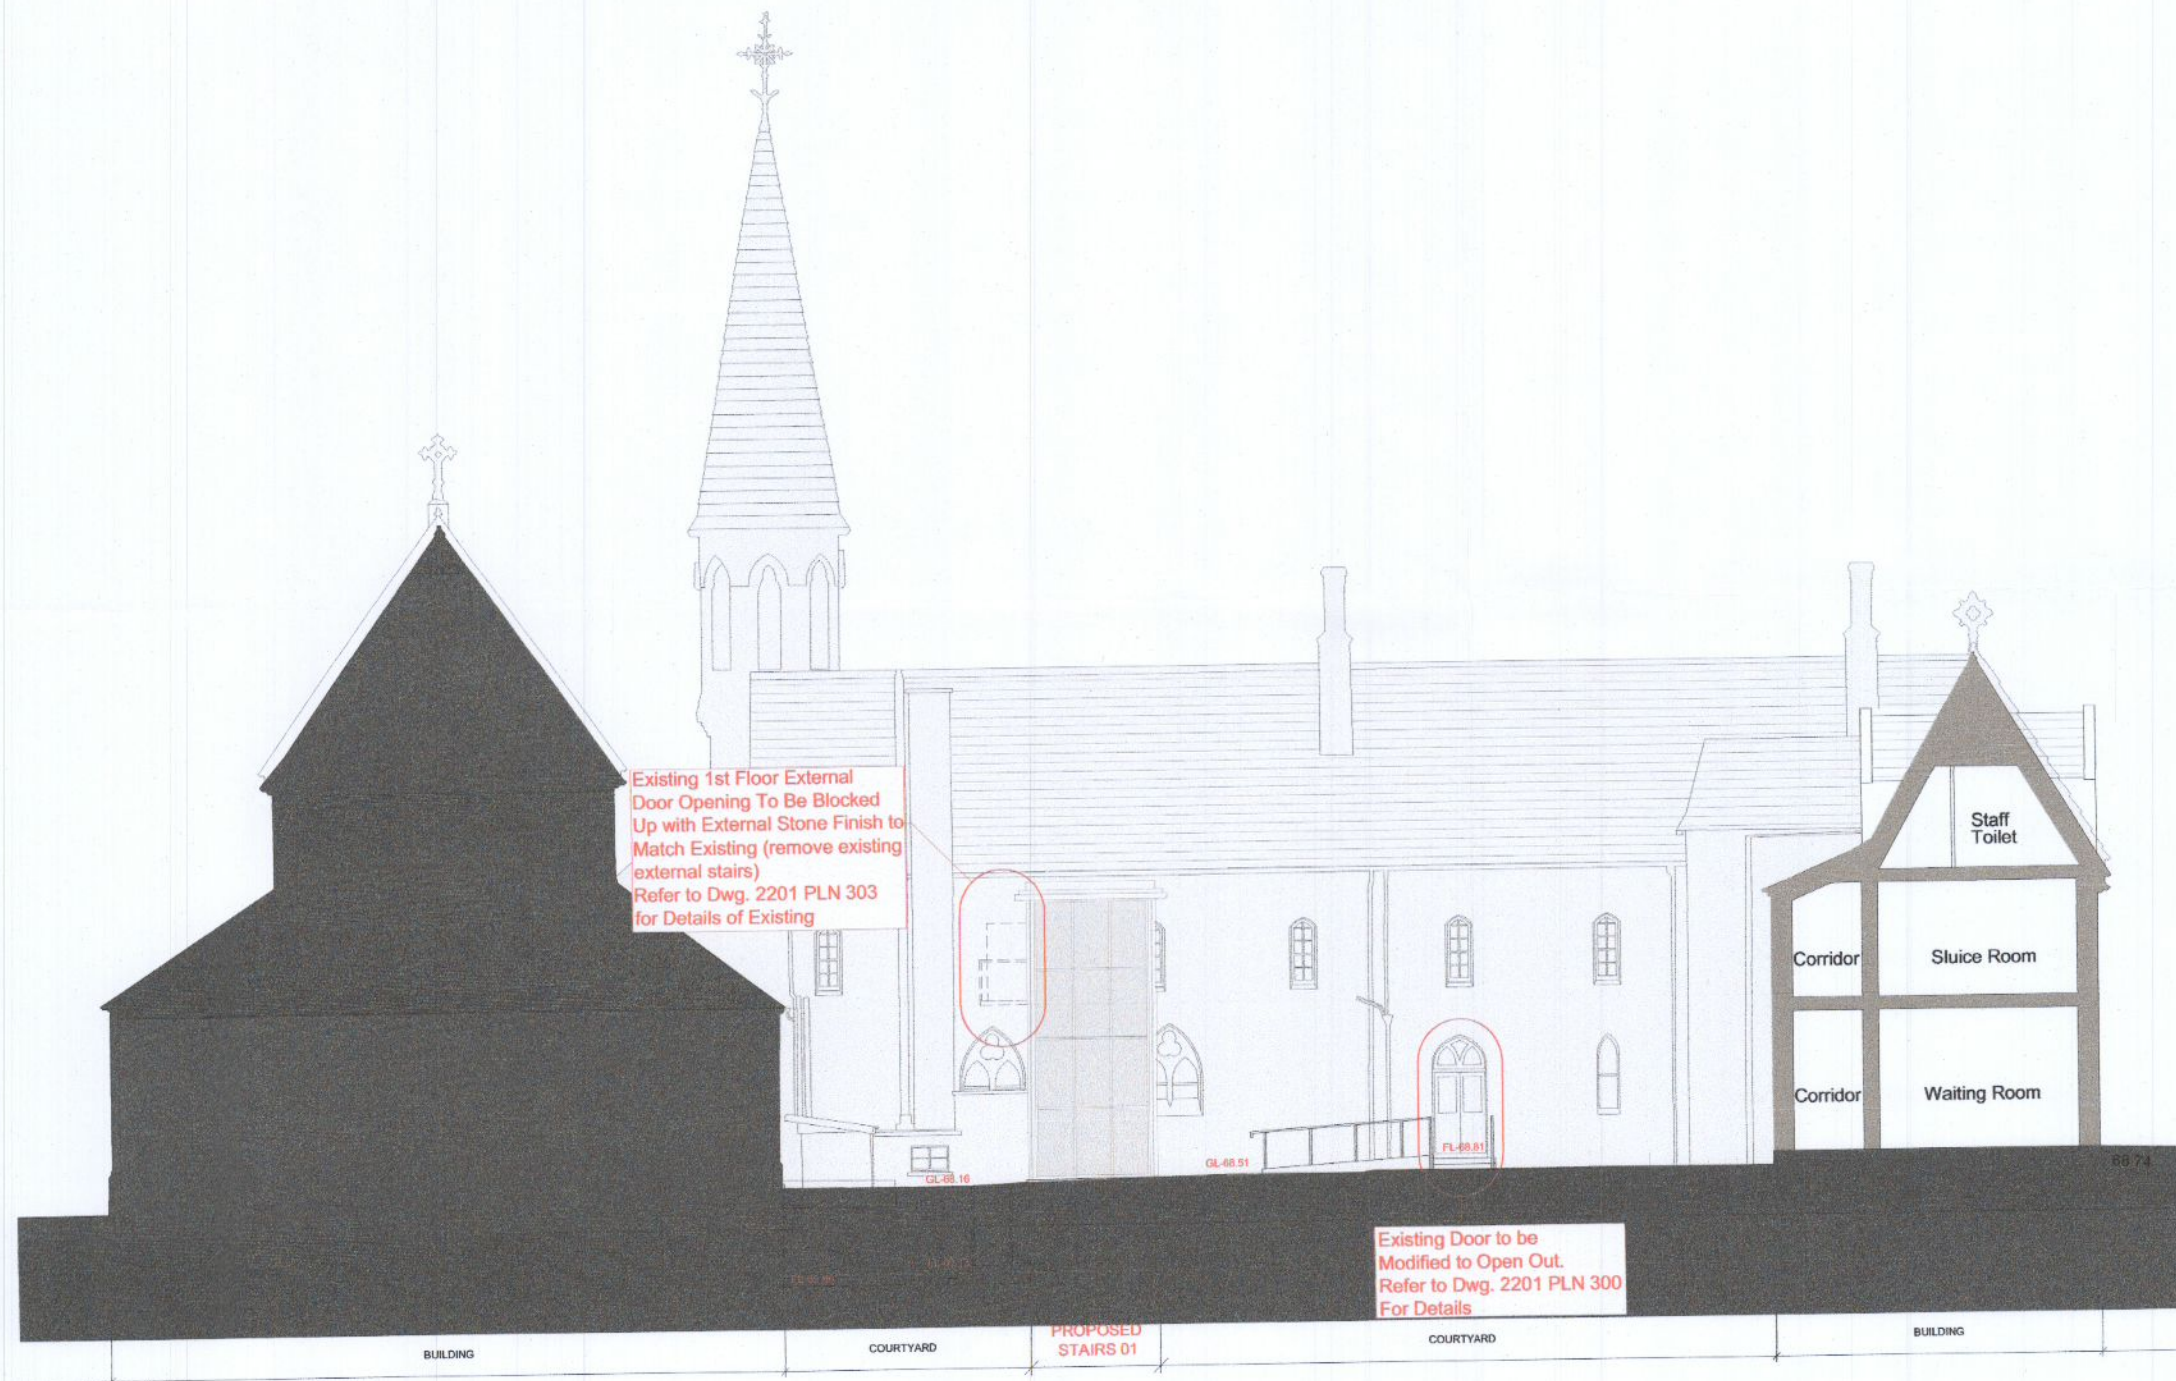 Existing 1st Floor External
Door Opening To Be Blocked
Up with External Stone Finish to
Match Existing (remove existing
external stairs)
Refer to Dwg. 2201 PLN 303
for Details of Existing
Staff
Toilet
Corridor
Sluice Room
Corridor
Waiting Room
FL-68.81
GL-68.51
GL-68.16
68.74
Existing Door to be
Modified to Open Out.
Refer to Dwg. 2201 PLN 300
For Details
BUILDING
COURTYARD
PROPOSED
STAIRS 01
COURTYARD
BUILDING